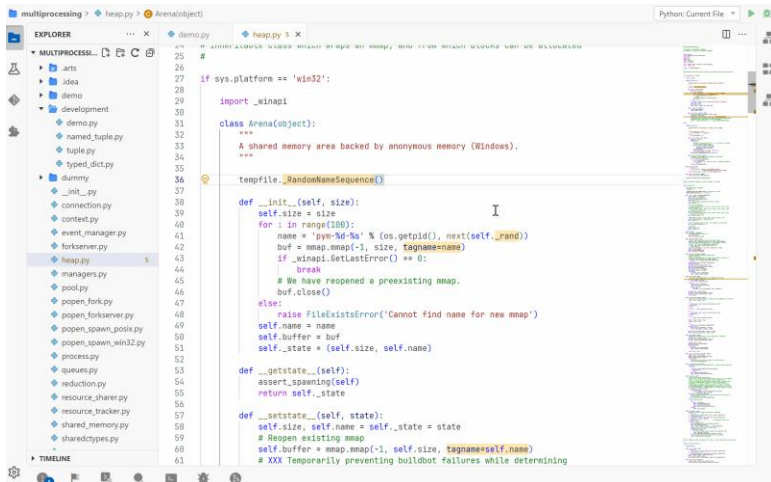 multiprocessing > heap.py > Arena(object)
Python: Current File
EXPLORER
demo.py
heap.py 5
MULTIPROCESSI...
.arts
.idea
demo
development
demo.py
named_tuple.py
tuple.py
typed_dict.py
dummy
__init__.py
connection.py
context.py
event_manager.py
forkserver.py
heap.py 5
managers.py
pool.py
popen_fork.py
popen_forkserver.py
popen_spawn_posix.py
popen_spawn_win32.py
process.py
queues.py
reduction.py
resource_sharer.py
resource_tracker.py
shared_memory.py
sharedctypes.py
TIMELINE
24 # Inheritable class which wraps an mmap, and from which blocks can be allocated
25 #
26
27 if sys.platform == 'win32':
28
29     import _winapi
30
31     class Arena(object):
32         """
33         A shared memory area backed by anonymous memory (Windows).
34         """
35
36         tempfile._RandomNameSequence()
37
38         def __init__(self, size):
39             self.size = size
40             for i in range(100):
41                 name = 'pym-%d-%s' % (os.getpid(), next(self._rand))
42                 buf = mmap.mmap(-1, size, tagname=name)
43                 if _winapi.GetLastError() == 0:
44                     break
45                 # We have reopened a preexisting mmap.
46                 buf.close()
47             else:
48                 raise FileExistsError('Cannot find name for new mmap')
49             self.name = name
50             self.buffer = buf
51             self._state = (self.size, self.name)
52
53         def __getstate__(self):
54             assert_spawning(self)
55             return self._state
56
57         def __setstate__(self, state):
58             self.size, self.name = self._state = state
59             # Reopen existing mmap
60             self.buffer = mmap.mmap(-1, self.size, tagname=self.name)
61             # XXX Temporarily preventing buildbot failures while determining